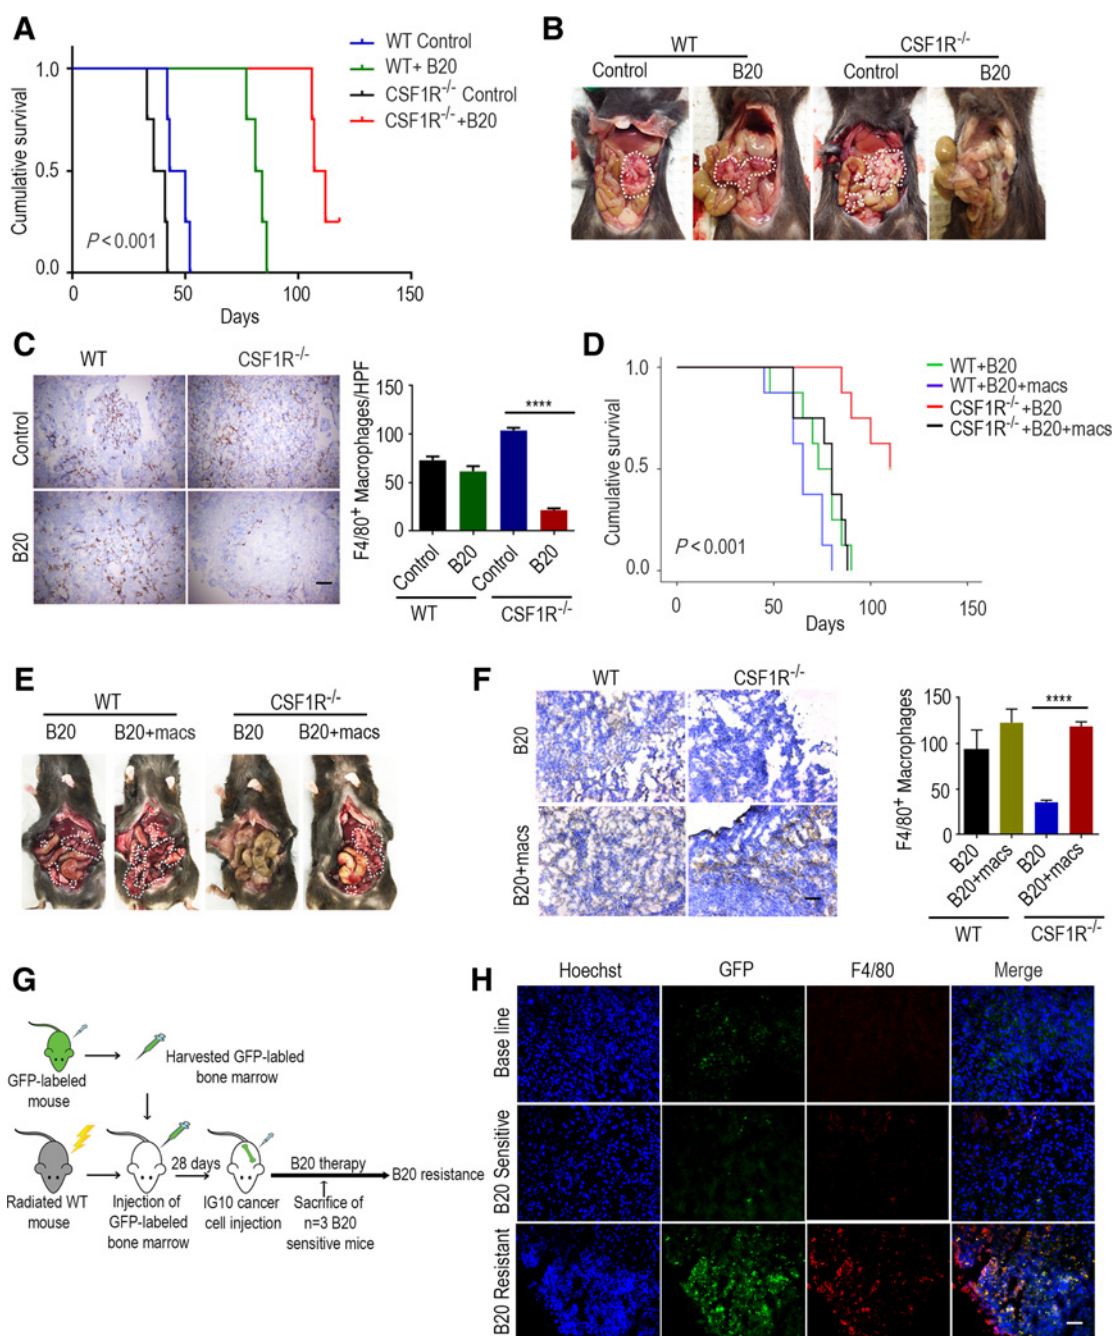 A
WT Control
WT+ B20
CSF1R-/- Control
CSF1R-/- +B20
1.0
0.5
0.0
Cumulative survival
P < 0.001
0
50
100
150
Days
B
WT
CSF1R-/-
Control
B20
Control
B20
C
WT
CSF1R-/-
Control
B20
F4/80+ Macrophages/HPF
150
100
50
0
****
Control
B20
Control
B20
WT
CSF1R-/-
D
WT+B20
WT+B20+macs
CSF1R-/- +B20
CSF1R-/- +B20+macs
1.0
0.5
0.0
Cumulative survival
P < 0.001
0
50
100
150
Days
E
WT
CSF1R-/-
B20
B20+macs
B20
B20+macs
F
WT
CSF1R-/-
B20
B20+macs
F4/80+ Macrophages
150
100
50
0
****
B20
B20+macs
B20
B20+macs
WT
CSF1R-/-
G
GFP-labeled
mouse
Harvested GFP-labled
bone marrow
Radiated WT
mouse
Injection of
GFP-labeled
bone marrow
28 days
IG10 cancer
cell injection
B20 therapy
Sacrifice of
n=3 B20
sensitive mice
B20 resistance
H
Hoechst
GFP
F4/80
Merge
Base line
B20 Sensitive
B20 Resistant